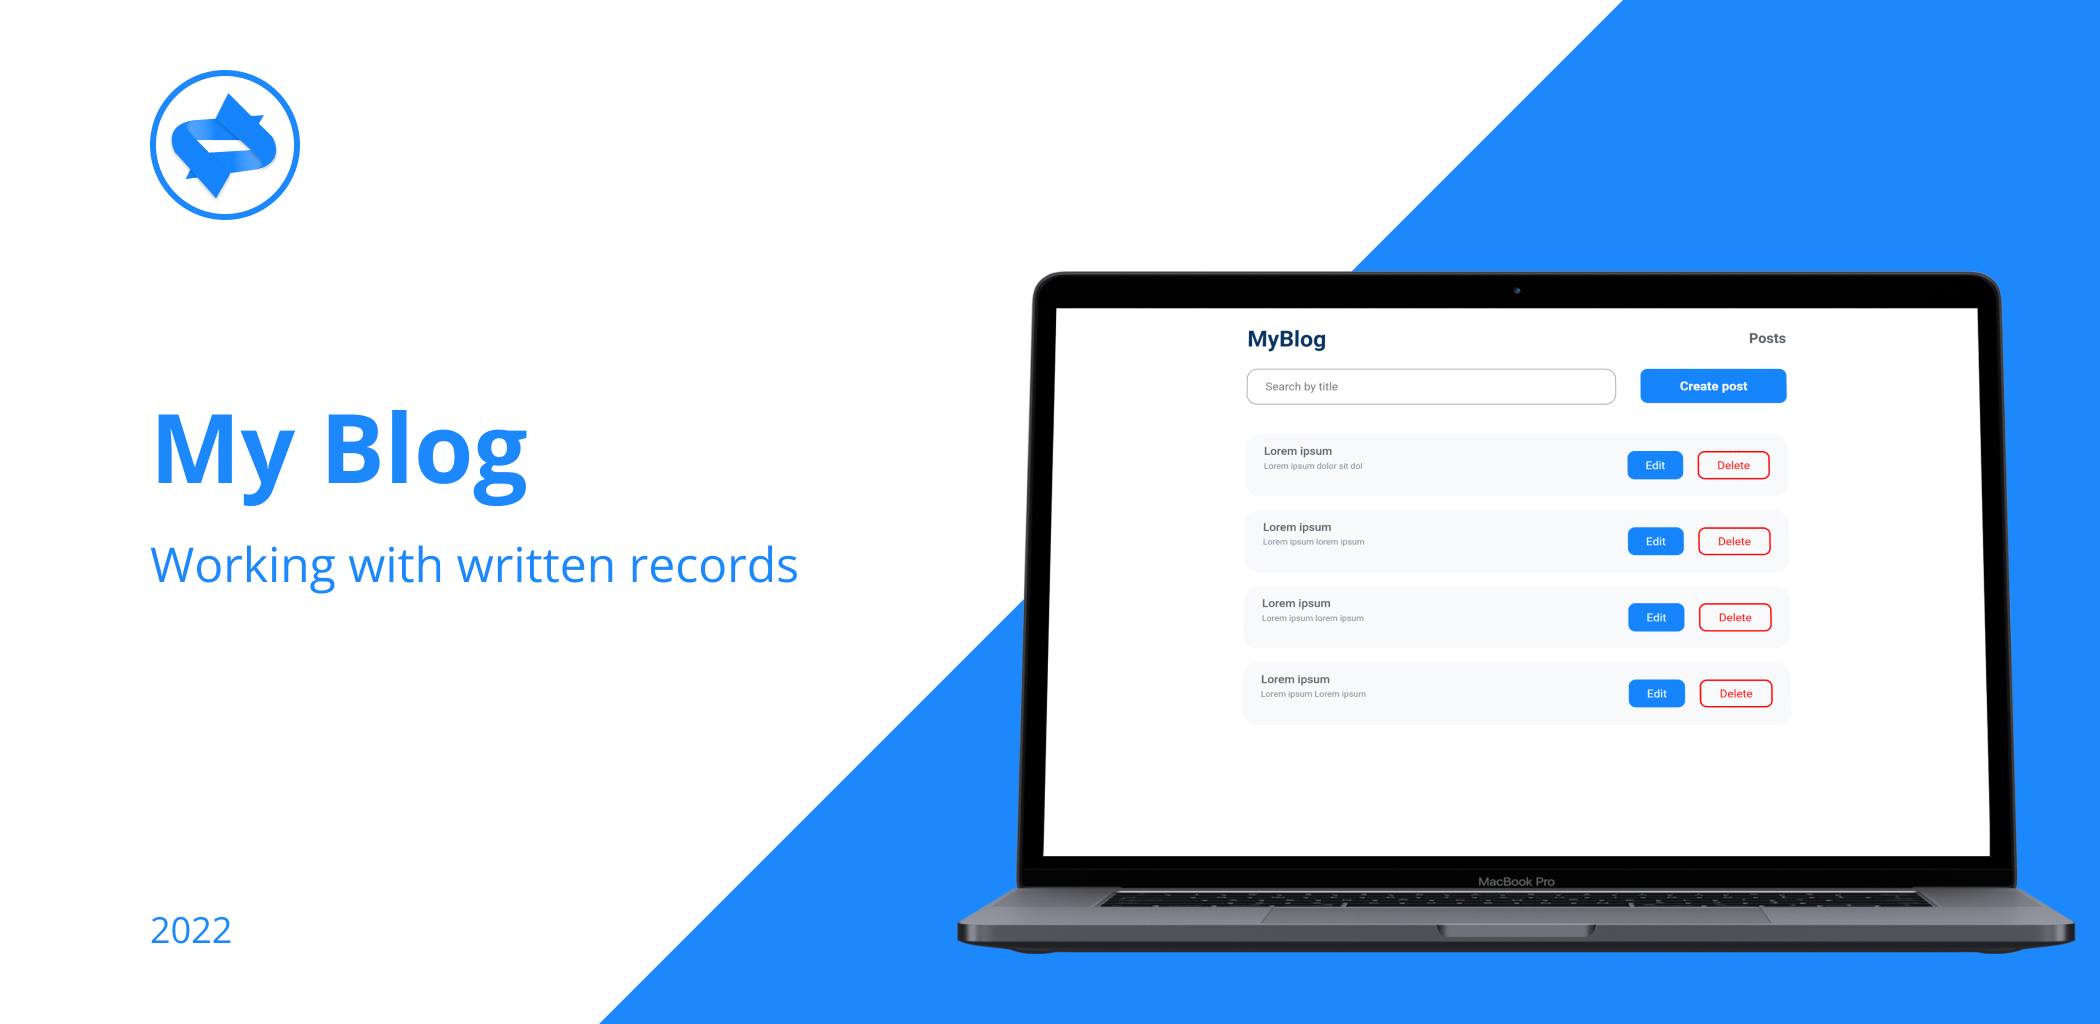 My Blog
Working with written records
2022
MyBlog
Posts
Search by title
Create post
Lorem ipsum
Lorem ipsum dolor sit dol
Edit
Delete
Lorem ipsum
Lorem ipsum lorem ipsum
Edit
Delete
Lorem ipsum
Lorem ipsum lorem ipsum
Edit
Delete
Lorem ipsum
Lorem ipsum Lorem ipsum
Edit
Delete
MacBook Pro